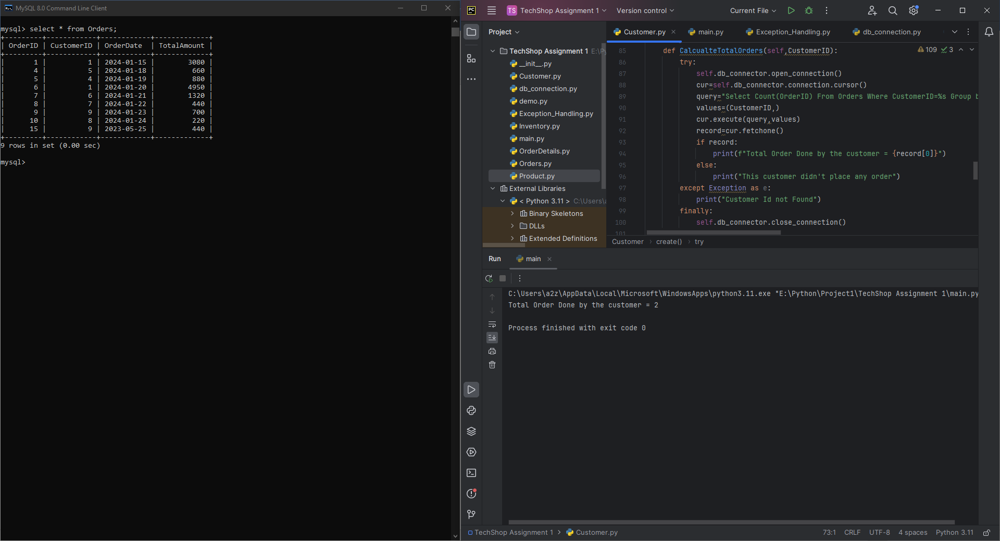 MySQL 8.0 Command Line Client
mysql> select * from Orders;
+---------+------------+------------+-------------+
| OrderID | CustomerID | OrderDate  | TotalAmount |
+---------+------------+------------+-------------+
|       1 |          1 | 2024-01-15 |        3080 |
|       4 |          5 | 2024-01-18 |         660 |
|       5 |          4 | 2024-01-19 |         880 |
|       6 |          1 | 2024-01-20 |        4950 |
|       7 |          6 | 2024-01-21 |        1320 |
|       8 |          7 | 2024-01-22 |         440 |
|       9 |          9 | 2024-01-23 |         700 |
|      10 |          8 | 2024-01-24 |         220 |
|      15 |          9 | 2023-05-25 |         440 |
+---------+------------+------------+-------------+
9 rows in set (0.00 sec)
mysql>
PC TS TechShop Assignment 1 Version control Current File
Project
TechShop Assignment 1 E:\P
__init__.py
Customer.py
db_connection.py
demo.py
Exception_Handling.py
Inventory.py
main.py
OrderDetails.py
Orders.py
Product.py
External Libraries
< Python 3.11 > C:\Users\a
Binary Skeletons
DLLs
Extended Definitions
Customer.py main.py Exception_Handling.py db_connection.py
109 3
85 def CalcualteTotalOrders(self,CustomerID):
86 try:
87 self.db_connector.open_connection()
88 cur=self.db_connector.connection.cursor()
89 query="Select Count(OrderID) From Orders Where CustomerID=%s Group b
90 values=(CustomerID,)
91 cur.execute(query,values)
92 record=cur.fetchone()
93 if record:
94 print(f"Total Order Done by the customer = {record[0]}")
95 else:
96 print("This customer didn't place any order")
97 except Exception as e:
98 print("Customer Id not Found")
99 finally:
100 self.db_connector.close_connection()
101
Customer > create() > try
Run main
C:\Users\a2z\AppData\Local\Microsoft\WindowsApps\python3.11.exe "E:\Python\Project1\TechShop Assignment 1\main.py
Total Order Done by the customer = 2
Process finished with exit code 0
TechShop Assignment 1 > Customer.py
73:1 CRLF UTF-8 4 spaces Python 3.11